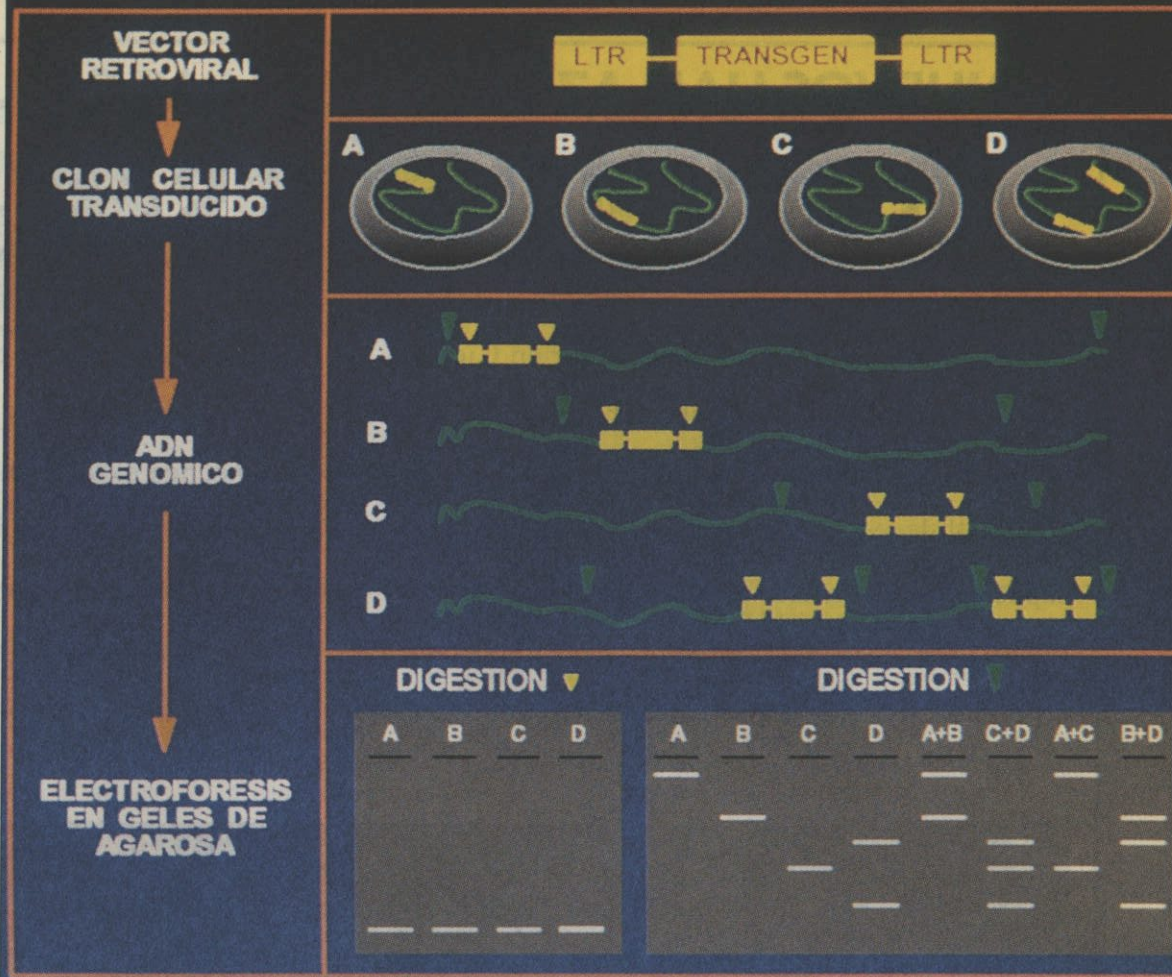 VECTOR
RETROVIRAL
CLON CELULAR
TRANSDUCIDO
ADN
GENOMICO
ELECTROFORESIS
EN GELES DE
AGAROSA
LTR TRANSGEN LTR
A B C D
A
B
C
D
DIGESTION
A B C D
DIGESTION
A B C D A+B C+D A+C B+D